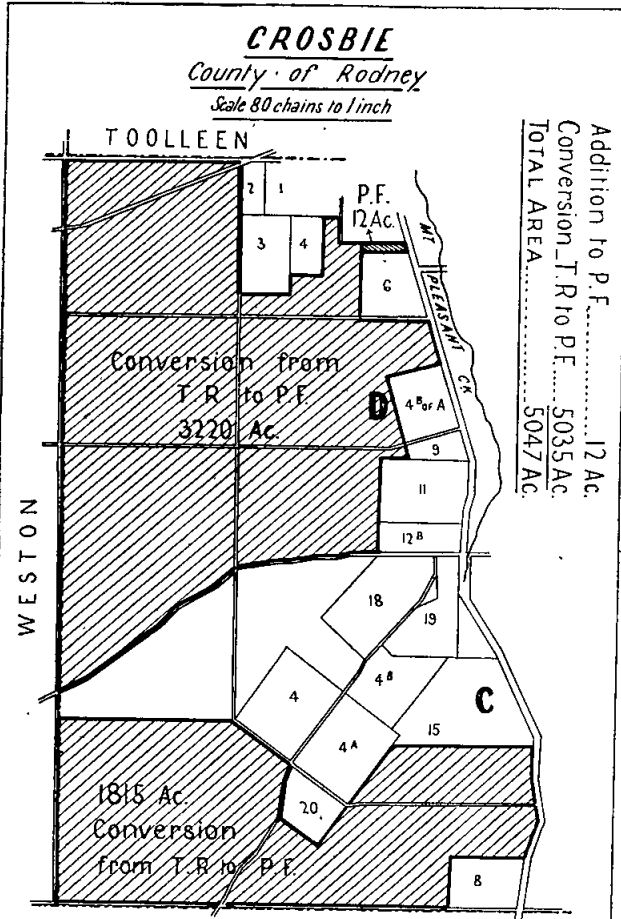 CROSBIE
County of Rodney
Scale 80 chains to 1 inch
TOOLLEEN
Addition to P.F. ........ 12 Ac.
Conversion T.R to P.F. .... 5035 Ac.
TOTAL AREA ............ 5047 Ac.
2
1
P.F.
12 Ac.
3
4
6
MT PLEASANT CK
Conversion from
T.R to P.F.
3220 Ac.
D
4B OF A
9
11
12B
WESTON
18
19
4B
4
C
15
4A
20
1815 Ac.
Conversion
from T.R to P.F.
8